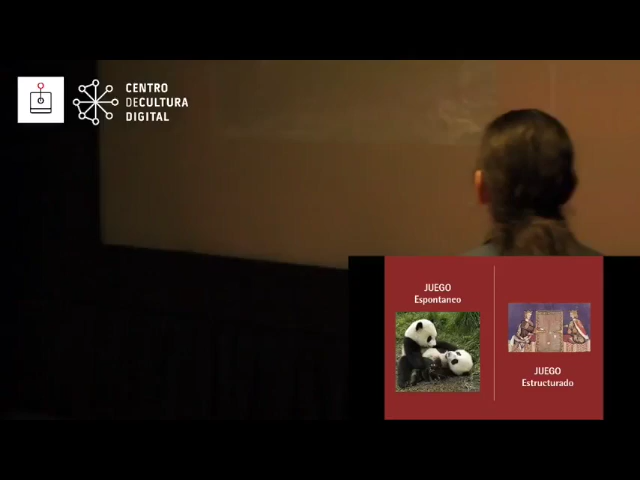 CENTRO
DECULTURA
DIGITAL
JUEGO
Espontaneo
JUEGO
Estructurado